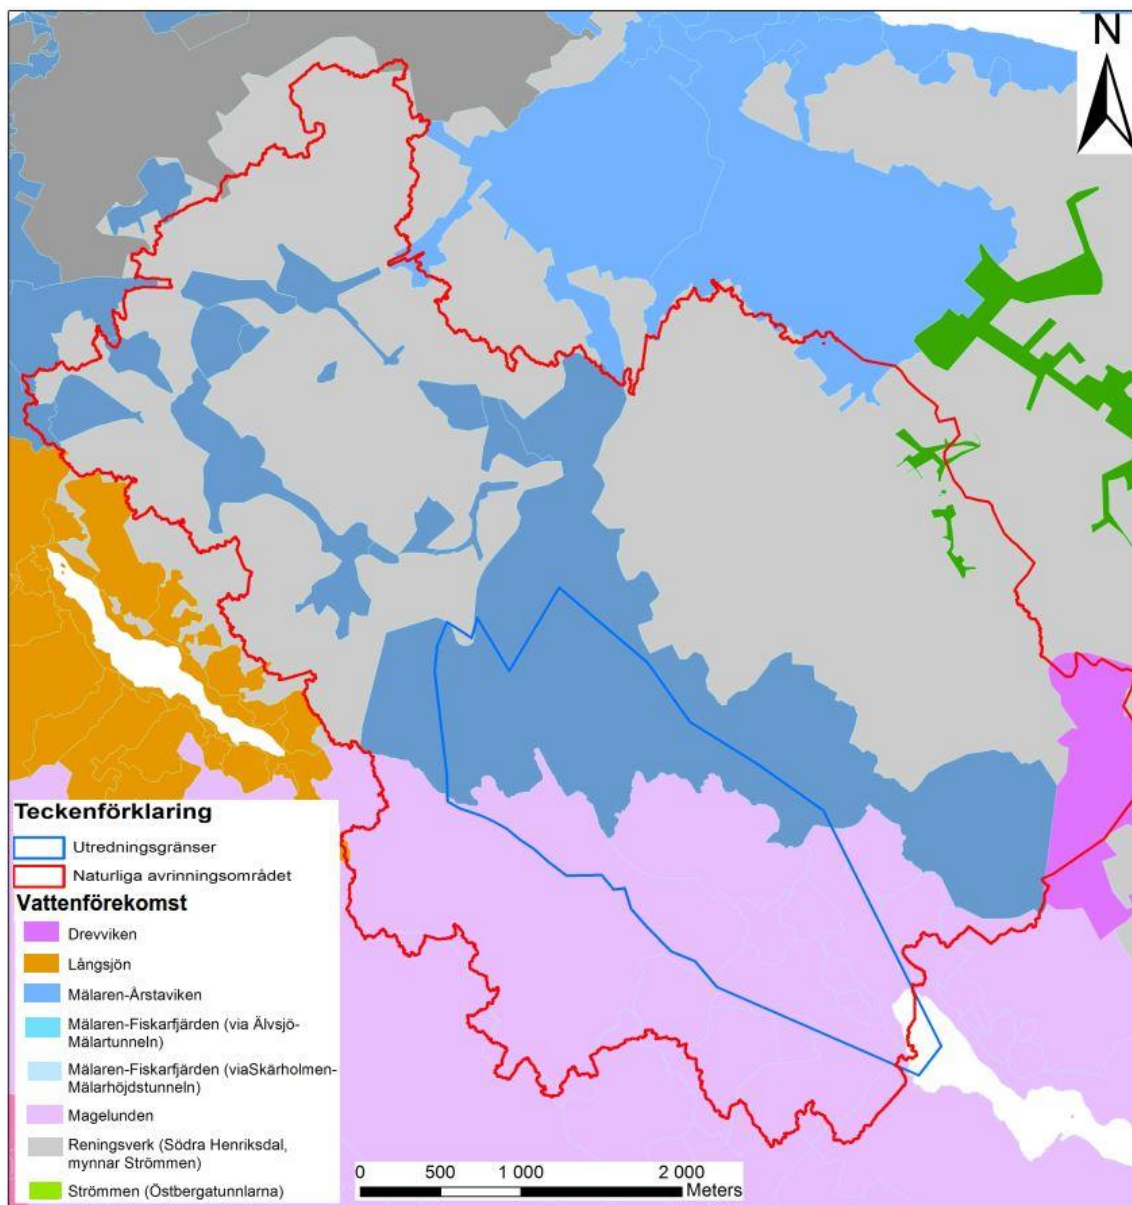 N
Teckenförklaring
Utredningsgränser
Naturliga avrinningsområdet
Vattenförekomst
Drevviken
Långsjön
Mälaren-Årstaviken
Mälaren-Fiskarfjärden (via Älvsjö-
Mälartunneln)
Mälaren-Fiskarfjärden (viaSkärholmen-
Mälarhöjdstunneln)
Magelunden
Reningsverk (Södra Henriksdal,
mynnar Strömmen)
Strömmen (Östbergatunnlarna)
0 500 1 000 2 000
Meters